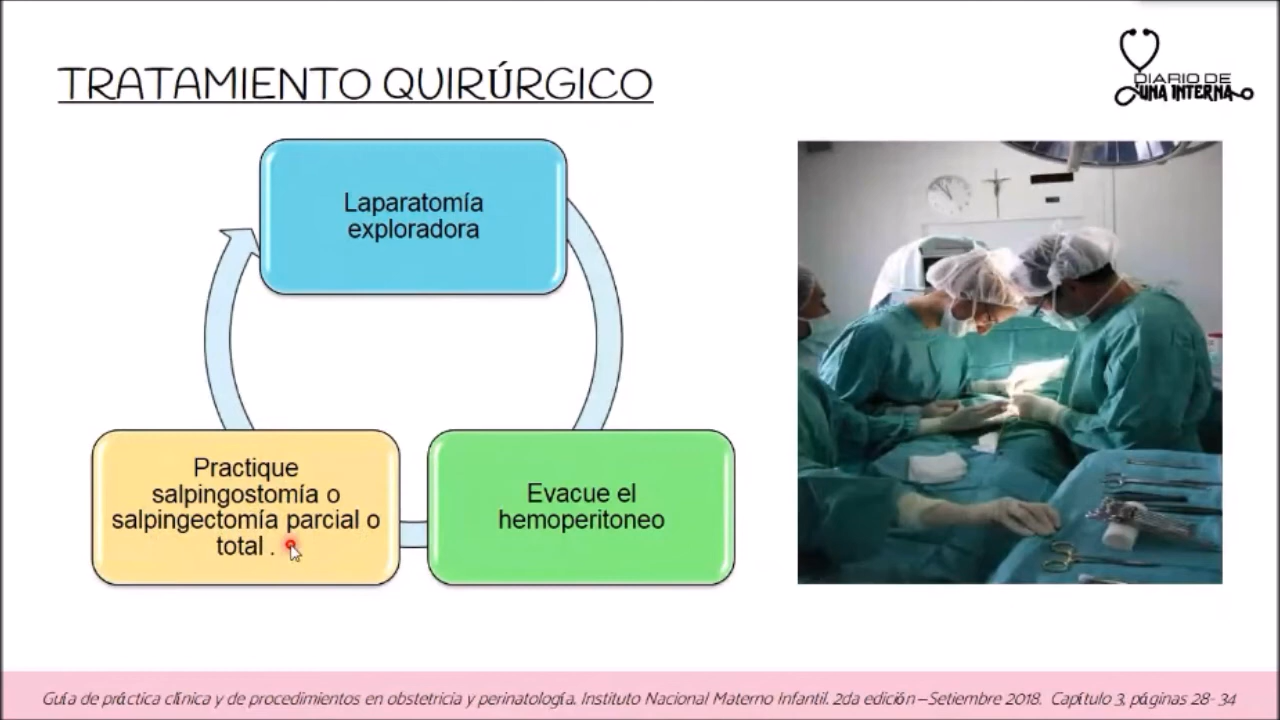 TRATAMIENTO QUIRÚRGICO
DIARIO DE
UNA INTERNA
Laparatomía
exploradora
Practique
salpingostomía o
salpingectomía parcial o
total .
Evacue el
hemoperitoneo
Guía de práctica clínica y de procedimientos en obstetricia y perinatología. Instituto Nacional Materno Infantil. 2da edición –Setiembre 2018. Capítulo 3, páginas 28- 34